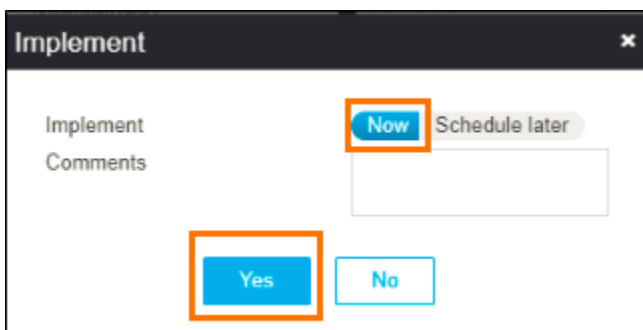 Implement
Implement Now Schedule later
Comments
Yes No